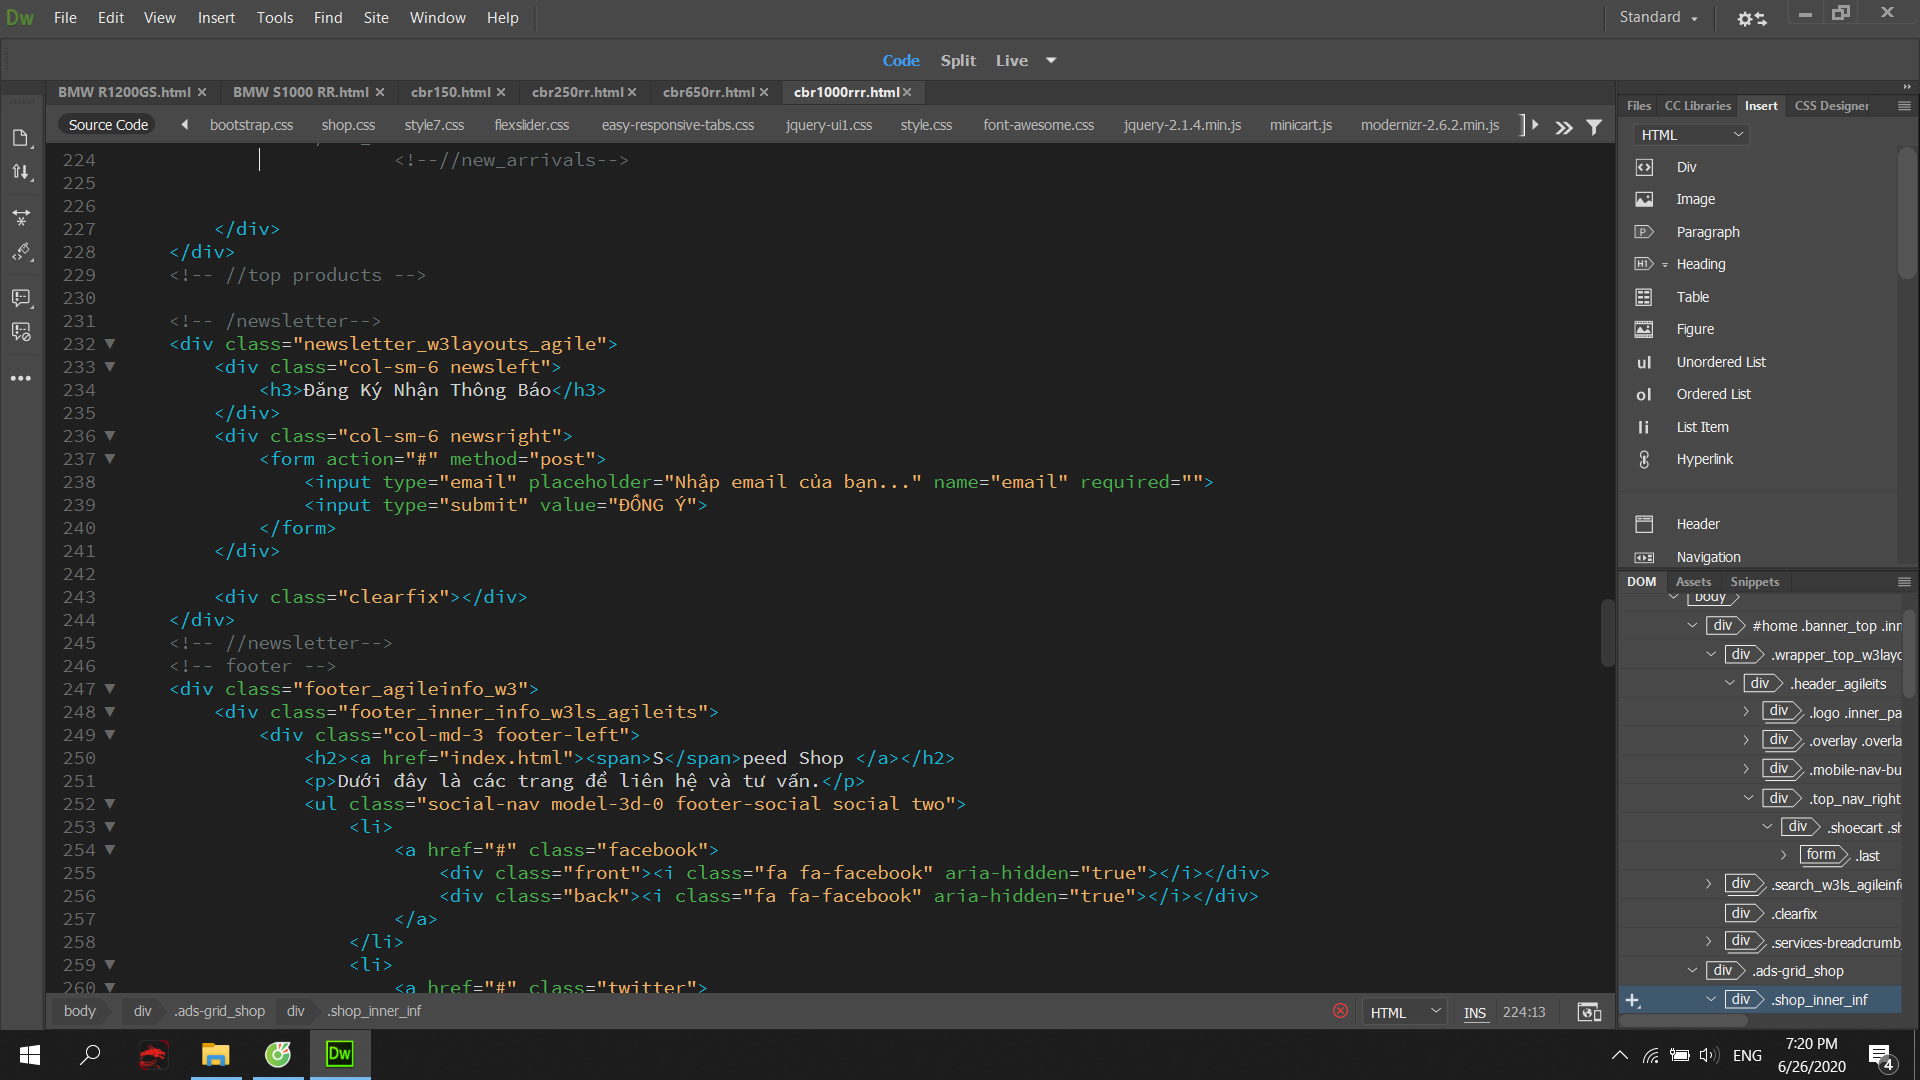 Dw File Edit View Insert Tools Find Site Window Help Standard
Code Split Live
BMW R1200GS.html BMW S1000 RR.html cbr150.html cbr250rr.html cbr650rr.html cbr1000rrr.html
Source Code bootstrap.css shop.css style7.css flexslider.css easy-responsive-tabs.css jquery-ui1.css style.css font-awesome.css jquery-2.1.4.min.js minicart.js modernizr-2.6.2.min.js
224 <!--//new_arrivals-->
225
226
227 </div>
228 </div>
229 <!-- //top products -->
230
231 <!-- /newsletter-->
232 <div class="newsletter_w3layouts_agile">
233 <div class="col-sm-6 newsleft">
234 <h3>Đăng Ký Nhận Thông Báo</h3>
235 </div>
236 <div class="col-sm-6 newsright">
237 <form action="#" method="post">
238 <input type="email" placeholder="Nhập email của bạn..." name="email" required="">
239 <input type="submit" value="ĐỒNG Ý">
240 </form>
241 </div>
242
243 <div class="clearfix"></div>
244 </div>
245 <!-- //newsletter-->
246 <!-- footer -->
247 <div class="footer_agileinfo_w3">
248 <div class="footer_inner_info_w3ls_agileits">
249 <div class="col-md-3 footer-left">
250 <h2><a href="index.html"><span>S</span>peed Shop </a></h2>
251 <p>Dưới đây là các trang để liên hệ và tư vấn.</p>
252 <ul class="social-nav model-3d-0 footer-social social two">
253 <li>
254 <a href="#" class="facebook">
255 <div class="front"><i class="fa fa-facebook" aria-hidden="true"></i></div>
256 <div class="back"><i class="fa fa-facebook" aria-hidden="true"></i></div>
257 </a>
258 </li>
259 <li>
260 <a href="#" class="twitter">
body div .ads-grid_shop div .shop_inner_inf HTML INS 224:13
Files CC Libraries Insert CSS Designer
HTML
Div
Image
Paragraph
H1 Heading
Table
Figure
ul Unordered List
ol Ordered List
li List Item
Hyperlink
Header
Navigation
DOM Assets Snippets
body
div #home .banner_top .inn
div .wrapper_top_w3layo
div .header_agileits
div .logo .inner_pa
div .overlay .overla
div .mobile-nav-bu
div .top_nav_right
div .shoecart .sh
form .last
div .search_w3ls_agileinf
div .clearfix
div .services-breadcrumb
div .ads-grid_shop
div .shop_inner_inf
Dw ENG 7:20 PM
6/26/2020 4